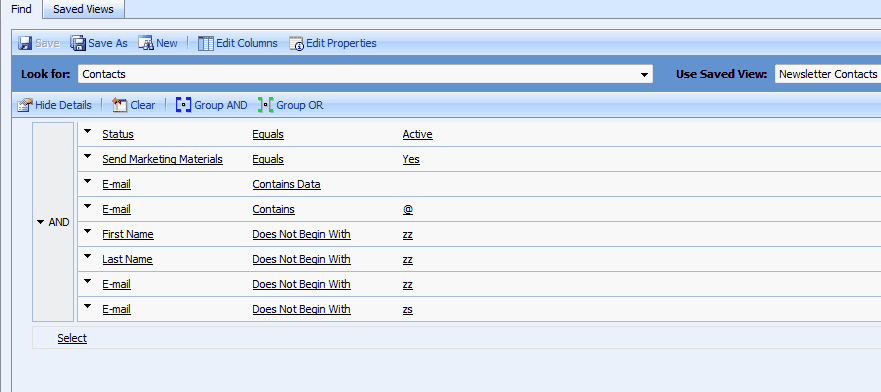 Find Saved Views
Save Save As New Edit Columns Edit Properties
Look for: Contacts Use Saved View: Newsletter Contacts
Hide Details Clear Group AND Group OR
Status Equals Active
Send Marketing Materials Equals Yes
E-mail Contains Data
E-mail Contains @
AND First Name Does Not Begin With zz
Last Name Does Not Begin With zz
E-mail Does Not Begin With zz
E-mail Does Not Begin With zs
Select